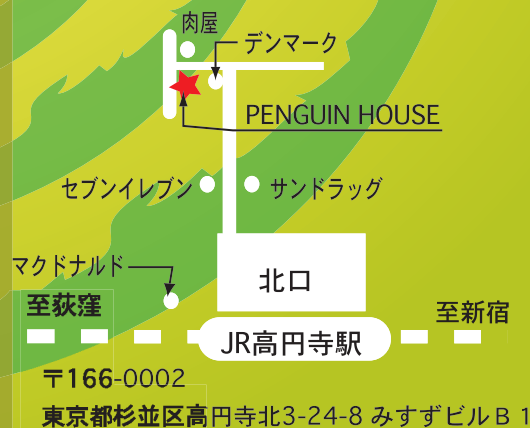 肉屋
デンマーク
PENGUIN HOUSE
セブンイレブン
サンドラッグ
マクドナルド
北口
至荻窪
至新宿
JR高円寺駅
〒166-0002
東京都杉並区高円寺北3-24-8 みすずビルB1